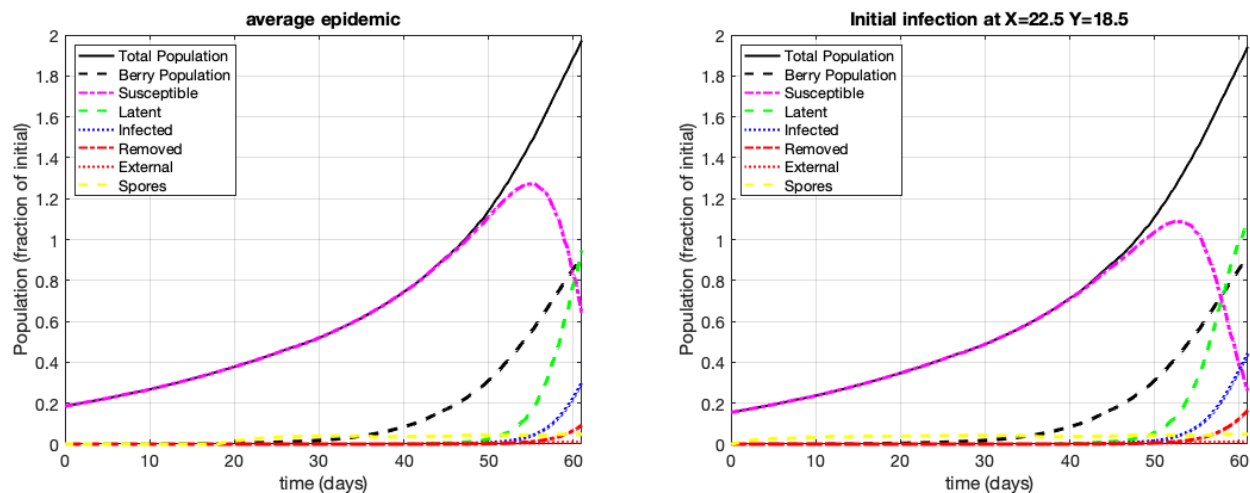 average epidemic
2
1.8
1.6
1.4
1.2
1
0.8
0.6
0.4
0.2
0
Population (fraction of initial)
Total Population
Berry Population
Susceptible
Latent
Infected
Removed
External
Spores
0 10 20 30 40 50 60
time (days)
Initial infection at X=22.5 Y=18.5
2
1.8
1.6
1.4
1.2
1
0.8
0.6
0.4
0.2
0
Population (fraction of initial)
Total Population
Berry Population
Susceptible
Latent
Infected
Removed
External
Spores
0 10 20 30 40 50 60
time (days)